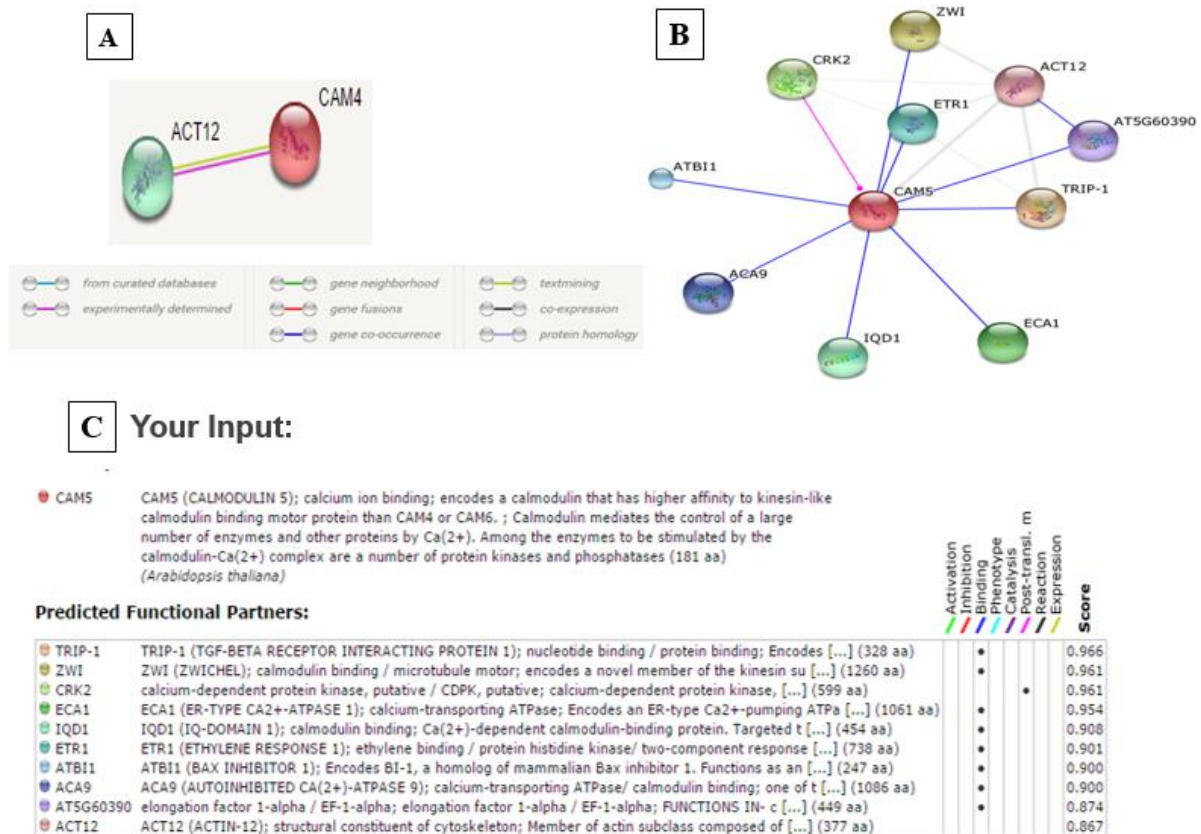 A
ACT12
CAM4
from curated databases
experimentally determined
gene neighborhood
gene fusions
gene co-occurrence
textmining
co-expression
protein homology
B
ZWI
CRK2
ACT12
ETR1
AT5G60390
ATBI1
CAM5
TRIP-1
ACA9
IQD1
ECA1
C Your Input:
CAM5 CAM5 (CALMODULIN 5); calcium ion binding; encodes a calmodulin that has higher affinity to kinesin-like
calmodulin binding motor protein than CAM4 or CAM6. ; Calmodulin mediates the control of a large
number of enzymes and other proteins by Ca(2+). Among the enzymes to be stimulated by the
calmodulin-Ca(2+) complex are a number of protein kinases and phosphatases (181 aa)
(Arabidopsis thaliana)
Activation
Inhibition
Binding
Phenotype
Catalysis
Post-transl. m
Reaction
Expression
Score
Predicted Functional Partners:
TRIP-1 TRIP-1 (TGF-BETA RECEPTOR INTERACTING PROTEIN 1); nucleotide binding / protein binding; Encodes [...] (328 aa) 0.966
ZWI ZWI (ZWICHEL); calmodulin binding / microtubule motor; encodes a novel member of the kinesin su [...] (1260 aa) 0.961
CRK2 calcium-dependent protein kinase, putative / CDPK, putative; calcium-dependent protein kinase, [...] (599 aa) 0.961
ECA1 ECA1 (ER-TYPE CA2+-ATPASE 1); calcium-transporting ATPase; Encodes an ER-type Ca2+-pumping ATPa [...] (1061 aa) 0.954
IQD1 IQD1 (IQ-DOMAIN 1); calmodulin binding; Ca(2+)-dependent calmodulin-binding protein. Targeted t [...] (454 aa) 0.908
ETR1 ETR1 (ETHYLENE RESPONSE 1); ethylene binding / protein histidine kinase/ two-component response [...] (738 aa) 0.901
ATBI1 ATBI1 (BAX INHIBITOR 1); Encodes BI-1, a homolog of mammalian Bax inhibitor 1. Functions as an [...] (247 aa) 0.900
ACA9 ACA9 (AUTOINHIBITED CA(2+)-ATPASE 9); calcium-transporting ATPase/ calmodulin binding; one of t [...] (1086 aa) 0.900
AT5G60390 elongation factor 1-alpha / EF-1-alpha; elongation factor 1-alpha / EF-1-alpha; FUNCTIONS IN- c [...] (449 aa) 0.874
ACT12 ACT12 (ACTIN-12); structural constituent of cytoskeleton; Member of actin subclass composed of [...] (377 aa) 0.867